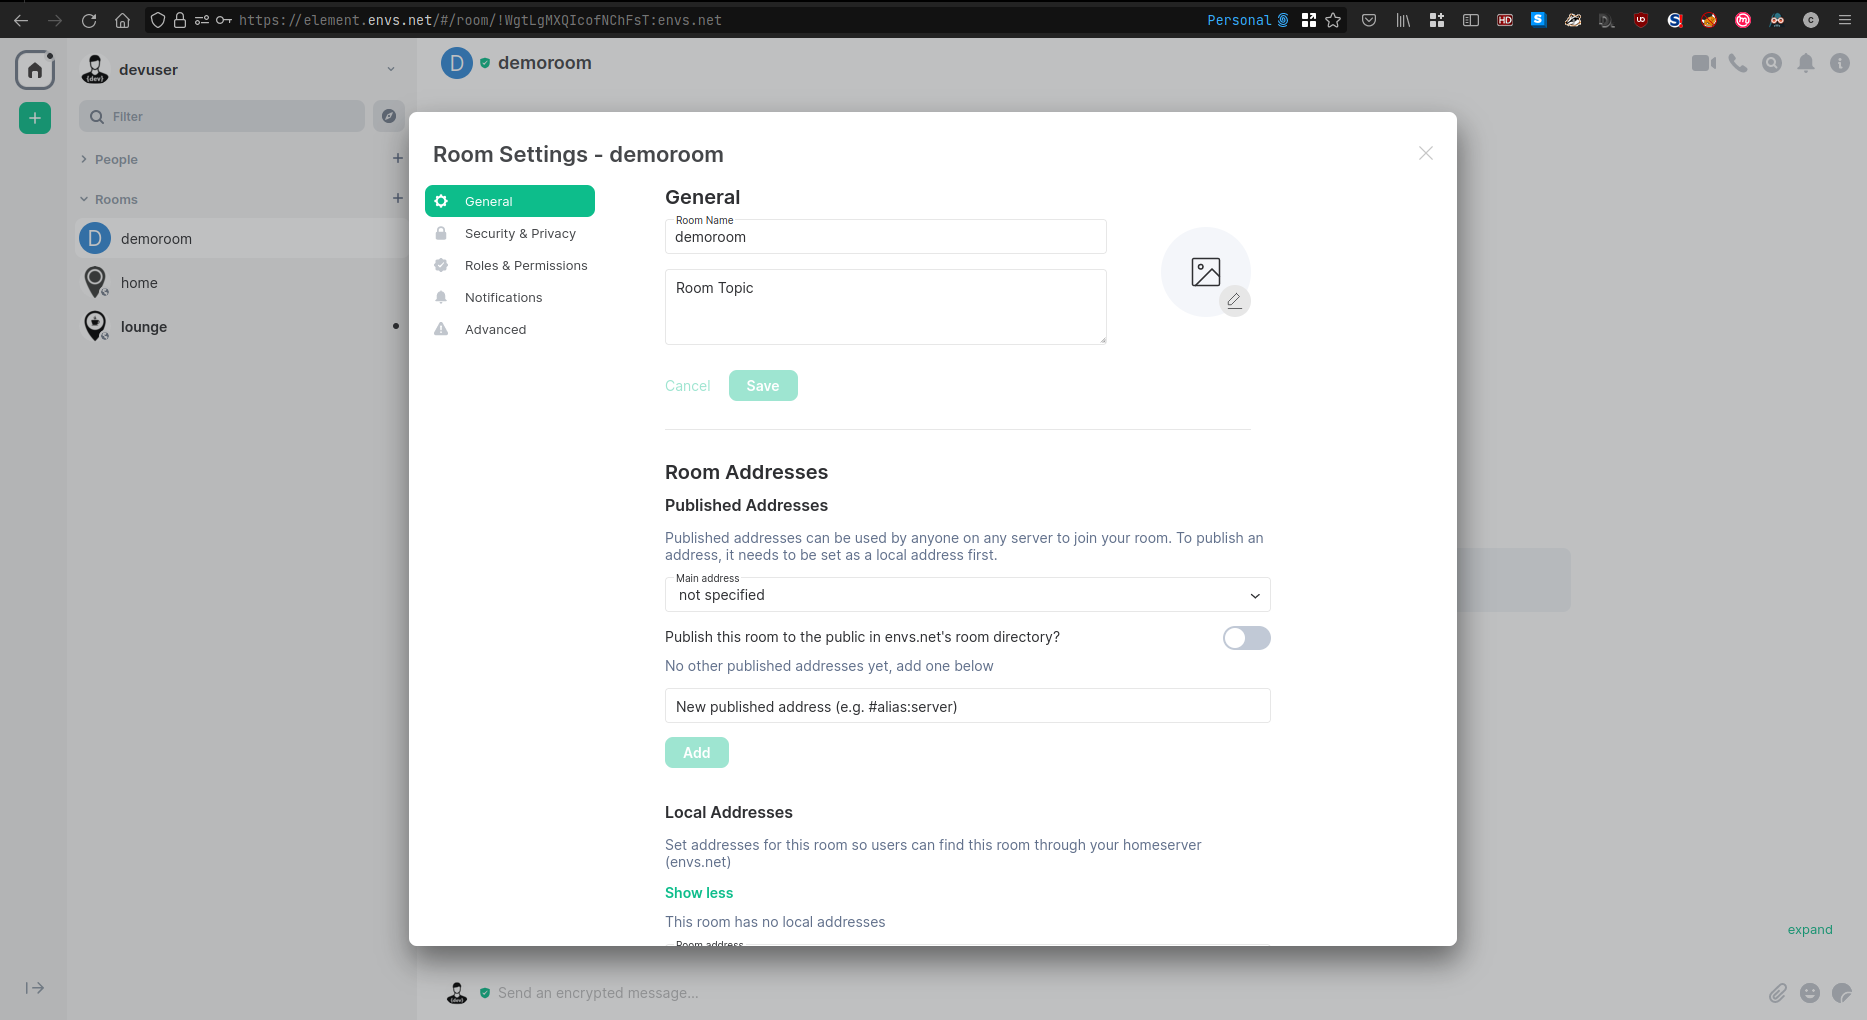 https://element.envs.net/#/room/!WgtLgMXQIcofNChFsT:envs.net
Personal
HD
devuser
Filter
People
Rooms
D demoroom
home
lounge
D demoroom
Room Settings - demoroom
General
Security & Privacy
Roles & Permissions
Notifications
Advanced
General
Room Name
demoroom
Room Topic
Cancel
Save
Room Addresses
Published Addresses
Published addresses can be used by anyone on any server to join your room. To publish an
address, it needs to be set as a local address first.
Main address
not specified
Publish this room to the public in envs.net's room directory?
No other published addresses yet, add one below
New published address (e.g. #alias:server)
Add
Local Addresses
Set addresses for this room so users can find this room through your homeserver
(envs.net)
Show less
This room has no local addresses
Room address
expand
Send an encrypted message…